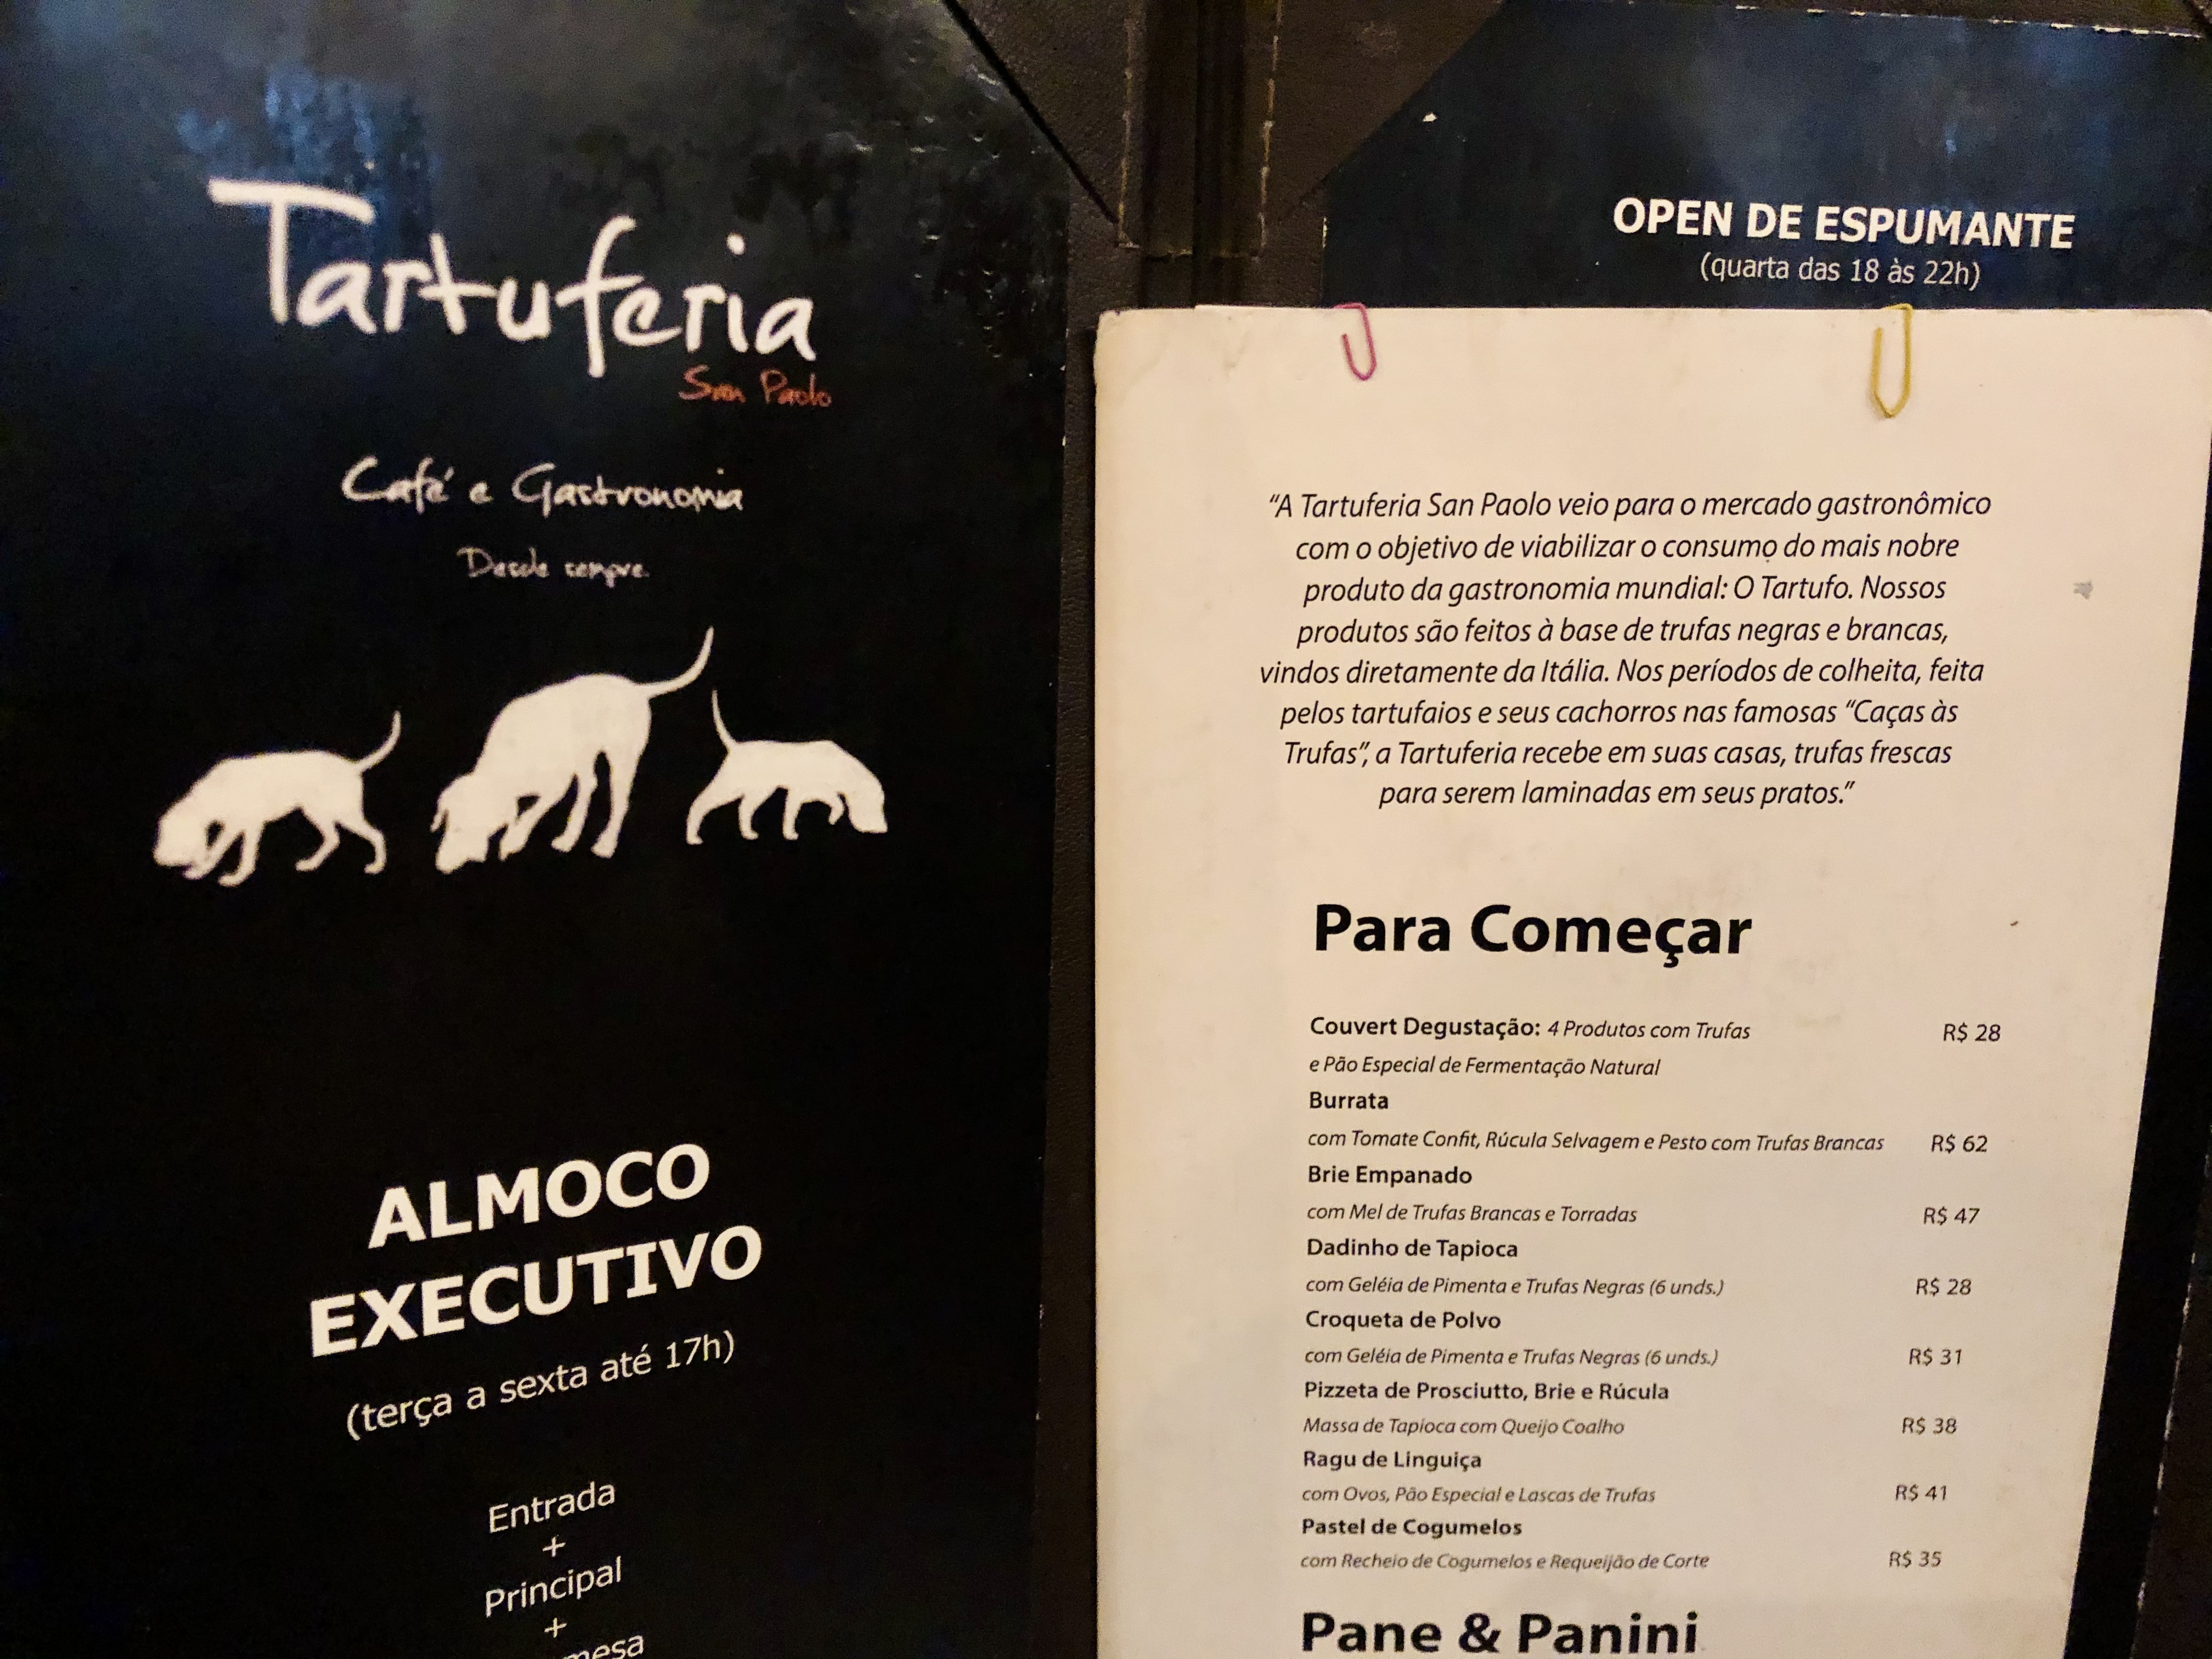 Tartuferia
San Paolo
Café e Gastronomia
Desde sempre.
ALMOCO
EXECUTIVO
(terça a sexta até 17h)
Entrada
+
Principal
+
OPEN DE ESPUMANTE
(quarta das 18 às 22h)
“A Tartuferia San Paolo veio para o mercado gastronômico
com o objetivo de viabilizar o consumo do mais nobre
produto da gastronomia mundial: O Tartufo. Nossos
produtos são feitos à base de trufas negras e brancas,
vindos diretamente da Itália. Nos períodos de colheita, feita
pelos tartufaios e seus cachorros nas famosas “Caças às
Trufas”, a Tartuferia recebe em suas casas, trufas frescas
para serem laminadas em seus pratos.”
Para Começar
Couvert Degustação: 4 Produtos com Trufas R$ 28
e Pão Especial de Fermentação Natural
Burrata
com Tomate Confit, Rúcula Selvagem e Pesto com Trufas Brancas R$ 62
Brie Empanado
com Mel de Trufas Brancas e Torradas R$ 47
Dadinho de Tapioca
com Geléia de Pimenta e Trufas Negras (6 unds.) R$ 28
Croqueta de Polvo
com Geléia de Pimenta e Trufas Negras (6 unds.) R$ 31
Pizzeta de Prosciutto, Brie e Rúcula
Massa de Tapioca com Queijo Coalho R$ 38
Ragu de Linguiça
com Ovos, Pão Especial e Lascas de Trufas R$ 41
Pastel de Cogumelos
com Recheio de Cogumelos e Requeijão de Corte R$ 35
Pane & Panini